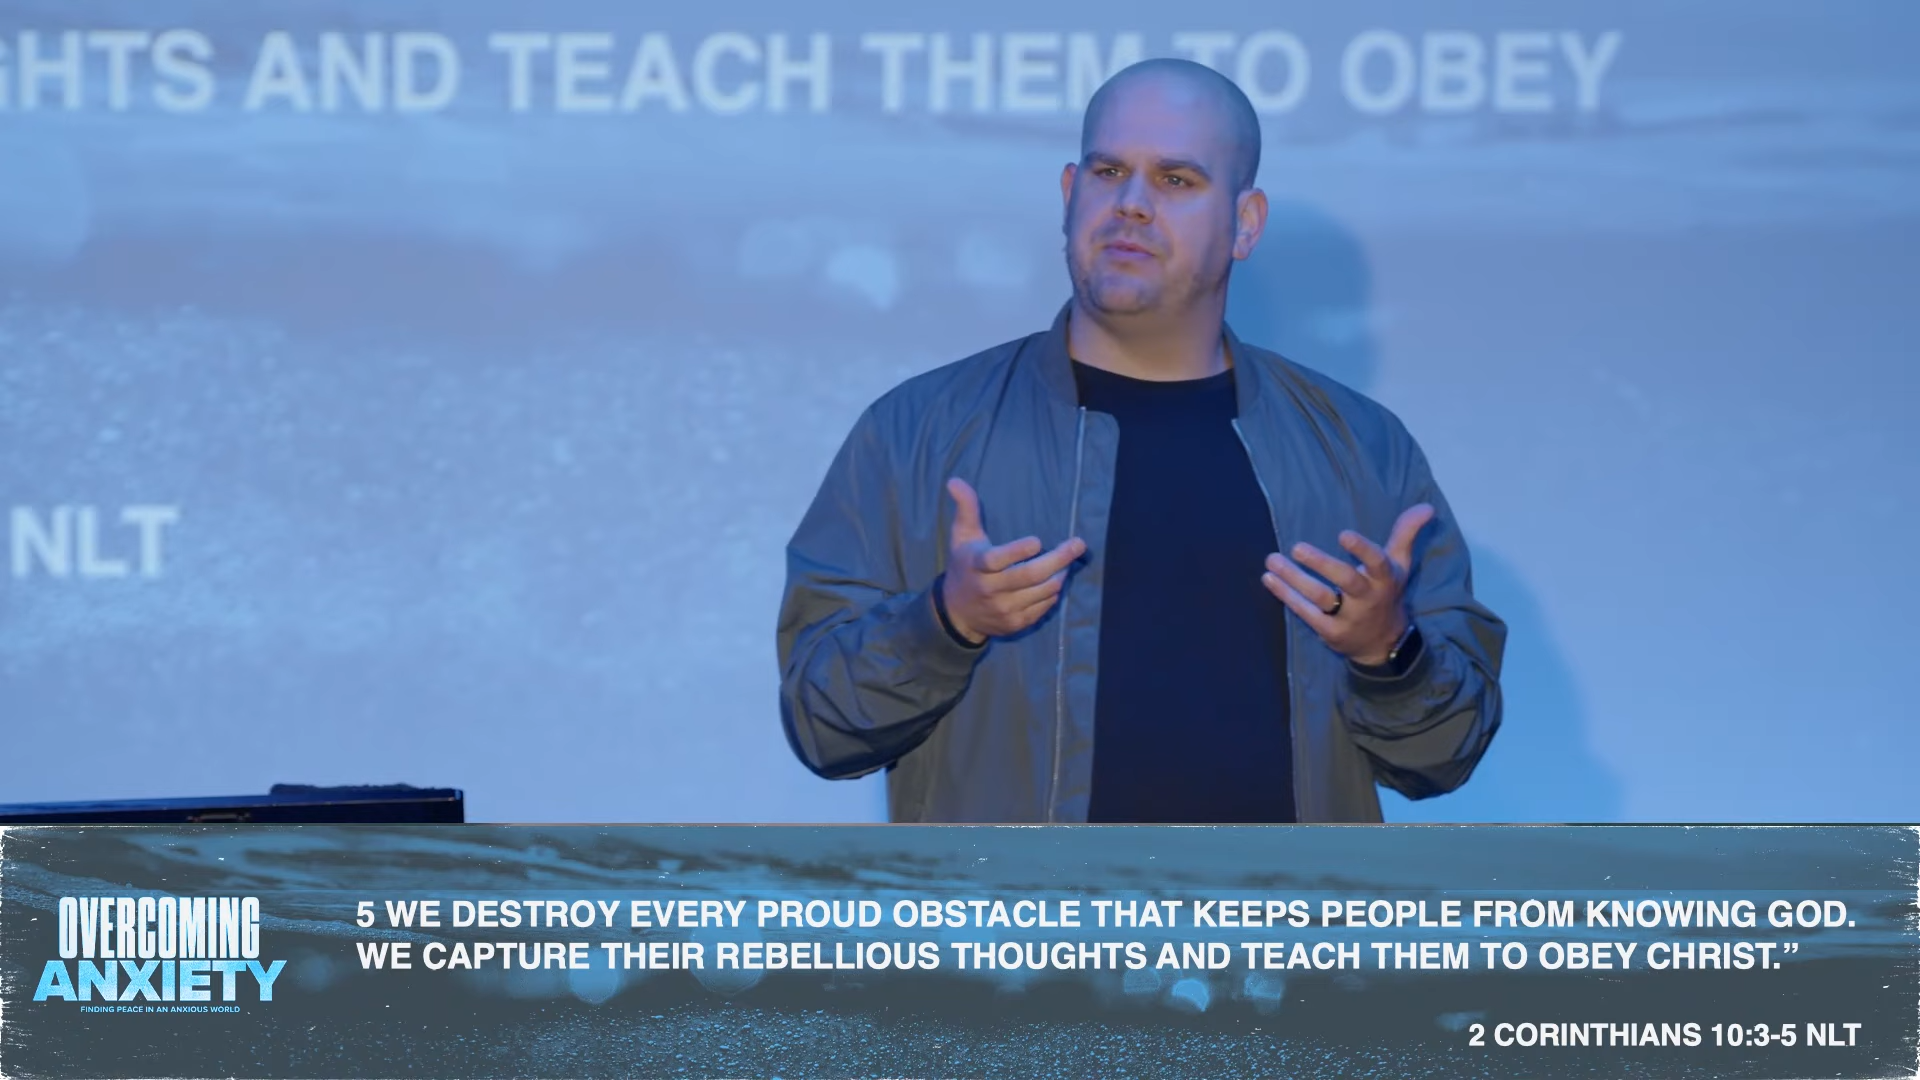 GHTS AND TEACH THEM TO OBEY
NLT
OVERCOMING
ANXIETY
FINDING PEACE IN AN ANXIOUS WORLD
5 WE DESTROY EVERY PROUD OBSTACLE THAT KEEPS PEOPLE FROM KNOWING GOD.
WE CAPTURE THEIR REBELLIOUS THOUGHTS AND TEACH THEM TO OBEY CHRIST.”
2 CORINTHIANS 10:3-5 NLT